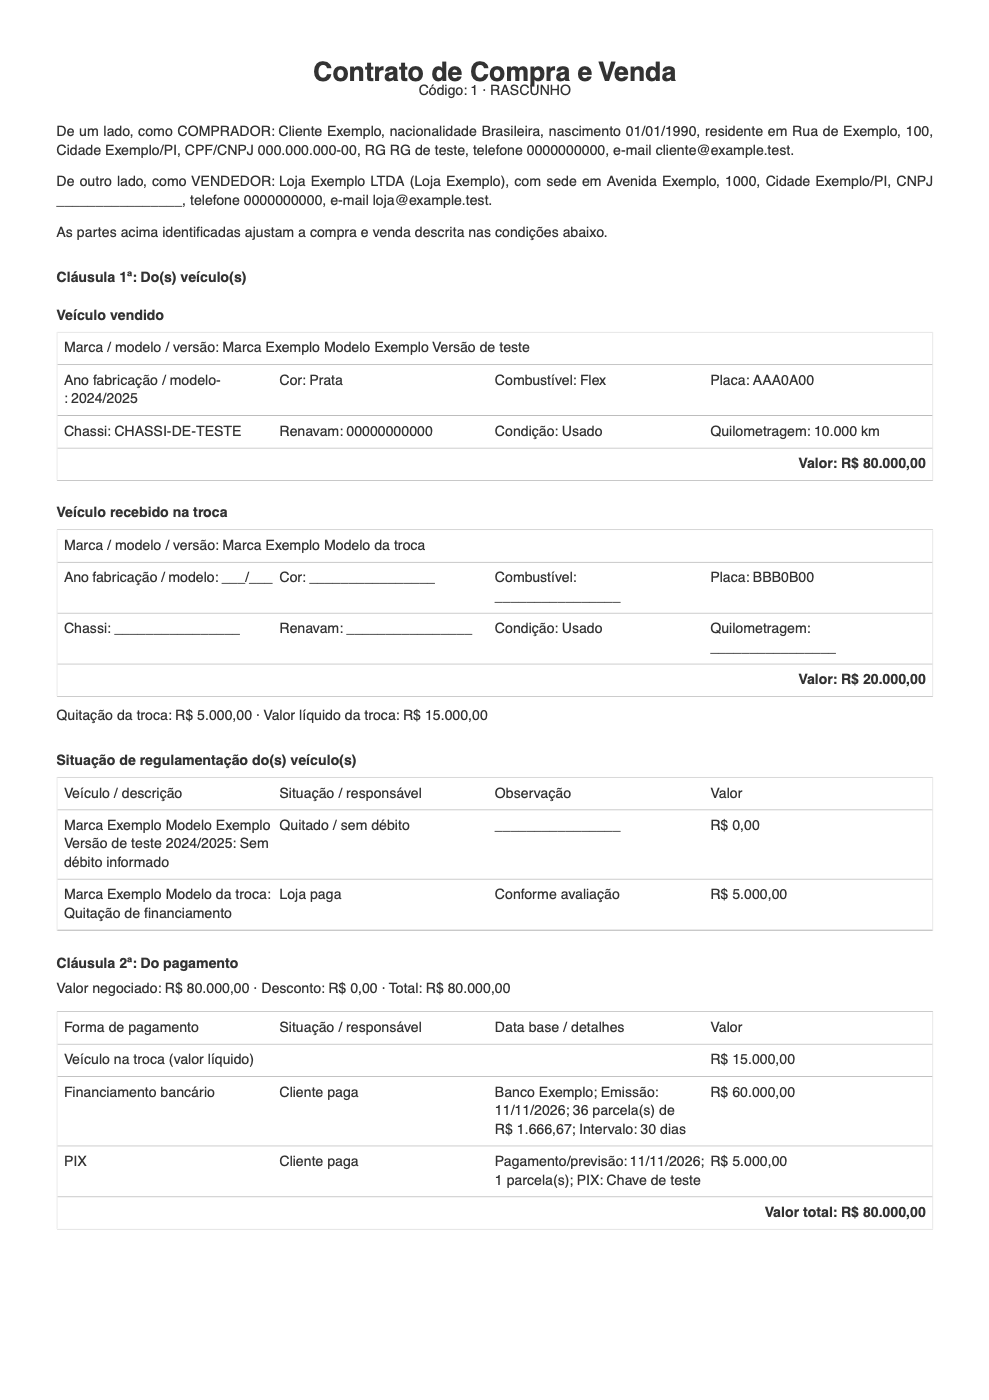 Contrato de Compra e Venda
Código: 1 · RASCUNHO
De um lado, como COMPRADOR: Cliente Exemplo, nacionalidade Brasileira, nascimento 01/01/1990, residente em Rua de Exemplo, 100,
Cidade Exemplo/PI, CPF/CNPJ 000.000.000-00, RG RG de teste, telefone 0000000000, e-mail cliente@example.test.
De outro lado, como VENDEDOR: Loja Exemplo LTDA (Loja Exemplo), com sede em Avenida Exemplo, 1000, Cidade Exemplo/PI, CNPJ
________________, telefone 0000000000, e-mail loja@example.test.
As partes acima identificadas ajustam a compra e venda descrita nas condições abaixo.
Cláusula 1ª: Do(s) veículo(s)
Veículo vendido
Marca / modelo / versão: Marca Exemplo Modelo Exemplo Versão de teste
Ano fabricação / modelo-
: 2024/2025
Cor: Prata
Combustível: Flex
Placa: AAA0A00
Chassi: CHASSI-DE-TESTE
Renavam: 00000000000
Condição: Usado
Quilometragem: 10.000 km
Valor: R$ 80.000,00
Veículo recebido na troca
Marca / modelo / versão: Marca Exemplo Modelo da troca
Ano fabricação / modelo: ___/___
Cor: ________________
Combustível:
________________
Placa: BBB0B00
Chassi: ________________
Renavam: ________________
Condição: Usado
Quilometragem:
________________
Valor: R$ 20.000,00
Quitação da troca: R$ 5.000,00 · Valor líquido da troca: R$ 15.000,00
Situação de regulamentação do(s) veículo(s)
Veículo / descrição
Situação / responsável
Observação
Valor
Marca Exemplo Modelo Exemplo
Versão de teste 2024/2025: Sem
débito informado
Quitado / sem débito
________________
R$ 0,00
Marca Exemplo Modelo da troca:
Quitação de financiamento
Loja paga
Conforme avaliação
R$ 5.000,00
Cláusula 2ª: Do pagamento
Valor negociado: R$ 80.000,00 · Desconto: R$ 0,00 · Total: R$ 80.000,00
Forma de pagamento
Situação / responsável
Data base / detalhes
Valor
Veículo na troca (valor líquido)
R$ 15.000,00
Financiamento bancário
Cliente paga
Banco Exemplo; Emissão:
11/11/2026; 36 parcela(s) de
R$ 1.666,67; Intervalo: 30 dias
R$ 60.000,00
PIX
Cliente paga
Pagamento/previsão: 11/11/2026;
1 parcela(s); PIX: Chave de teste
R$ 5.000,00
Valor total: R$ 80.000,00